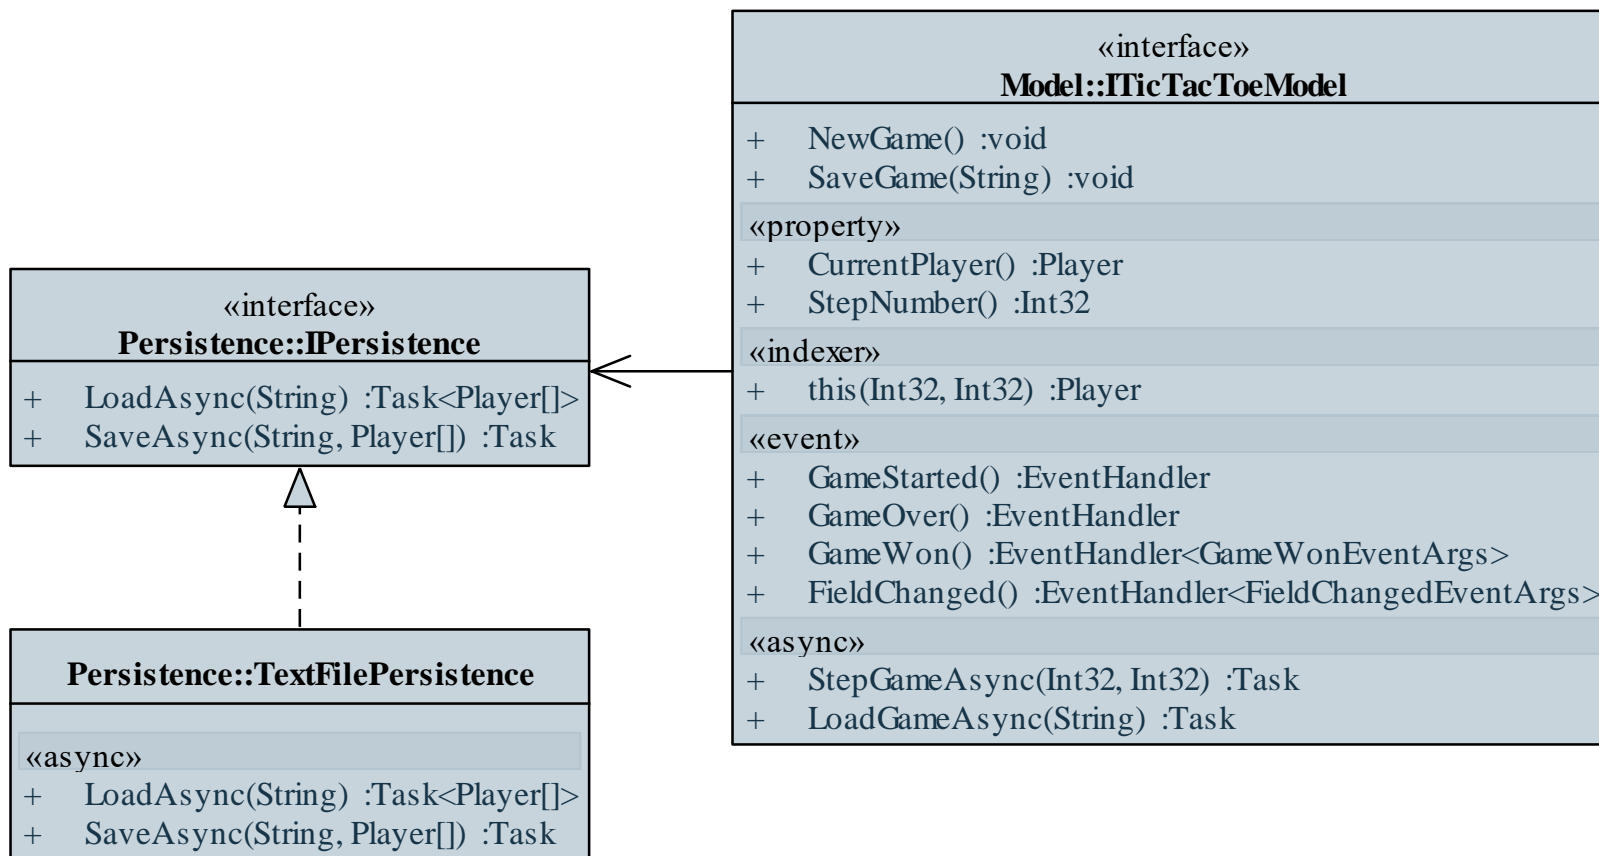 «interface»
Model::ITicTacToeModel
+ NewGame() :void
+ SaveGame(String) :void
«property»
+ CurrentPlayer() :Player
+ StepNumber() :Int32
«indexer»
+ this(Int32, Int32) :Player
«event»
+ GameStarted() :EventHandler
+ GameOver() :EventHandler
+ GameWon() :EventHandler<GameWonEventArgs>
+ FieldChanged() :EventHandler<FieldChangedEventArgs>
«async»
+ StepGameAsync(Int32, Int32) :Task
+ LoadGameAsync(String) :Task
«interface»
Persistence::IPersistence
+ LoadAsync(String) :Task<Player[]>
+ SaveAsync(String, Player[]) :Task
Persistence::TextFilePersistence
«async»
+ LoadAsync(String) :Task<Player[]>
+ SaveAsync(String, Player[]) :Task